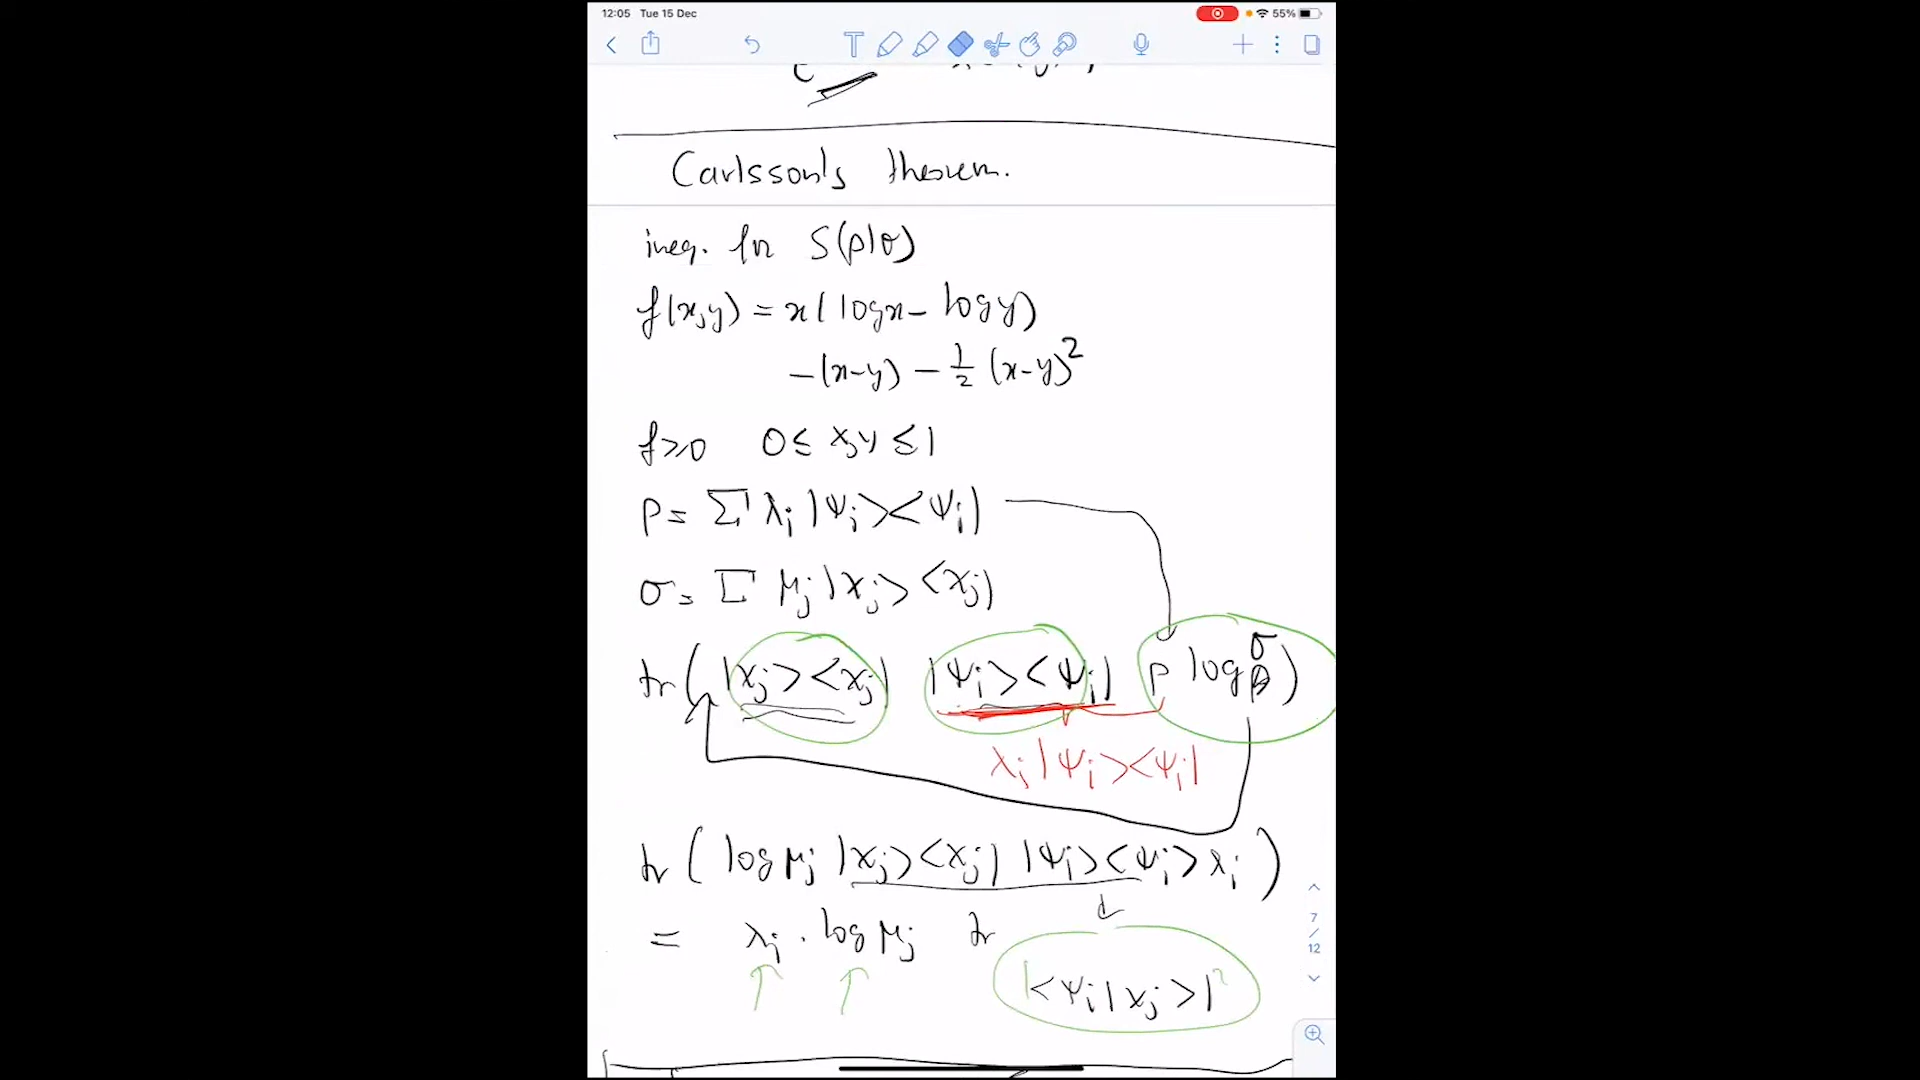 12:05 Tue 15 Dec 55%
Carlsson's theorem.
ineq. for S(ρ|σ)
f(x,y) = x(log x - log y)
-(x-y) - 1/2 (x-y)^2
f≥0 0≤ x,y ≤1
ρ = Σ λi |Ψi><Ψi|
σ = Σ μj |χj><χj|
tr( |χj><χj| |Ψi><Ψi| ρ log σ )
λi |Ψi><Ψi|
tr( log μj |χj><χj| |Ψi><Ψi> λi )
= λi . log μj tr
|<Ψi|χj>|^2
7
/
12